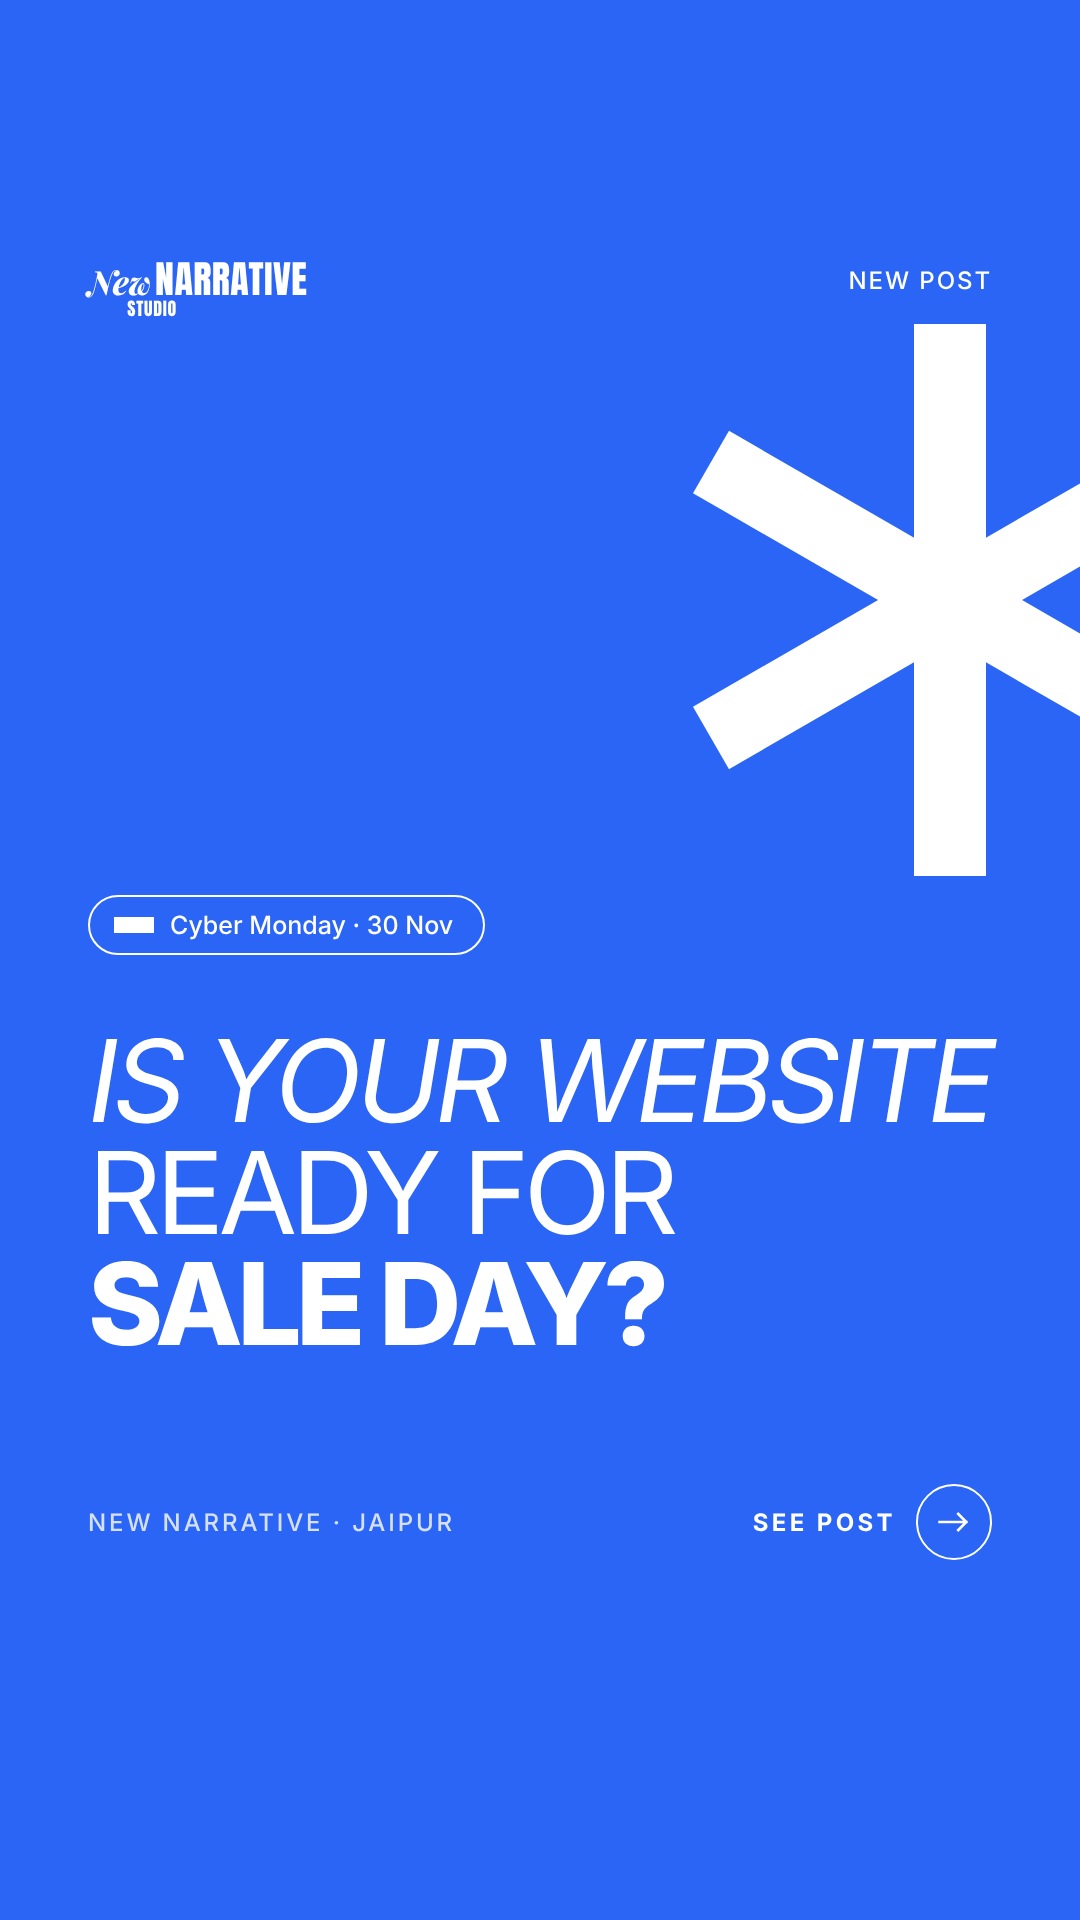 New NARRATIVE
STUDIO
NEW POST
Cyber Monday · 30 Nov
IS YOUR WEBSITE
READY FOR
SALE DAY?
NEW NARRATIVE · JAIPUR
SEE POST →